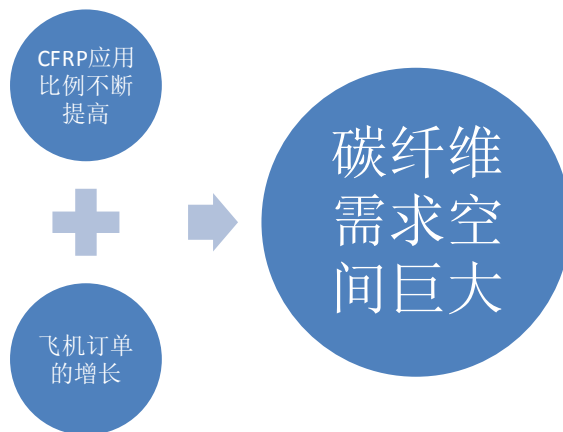 CFRP应用
比例不断
提高
飞机订单
的增长
碳纤维
需求空
间巨大